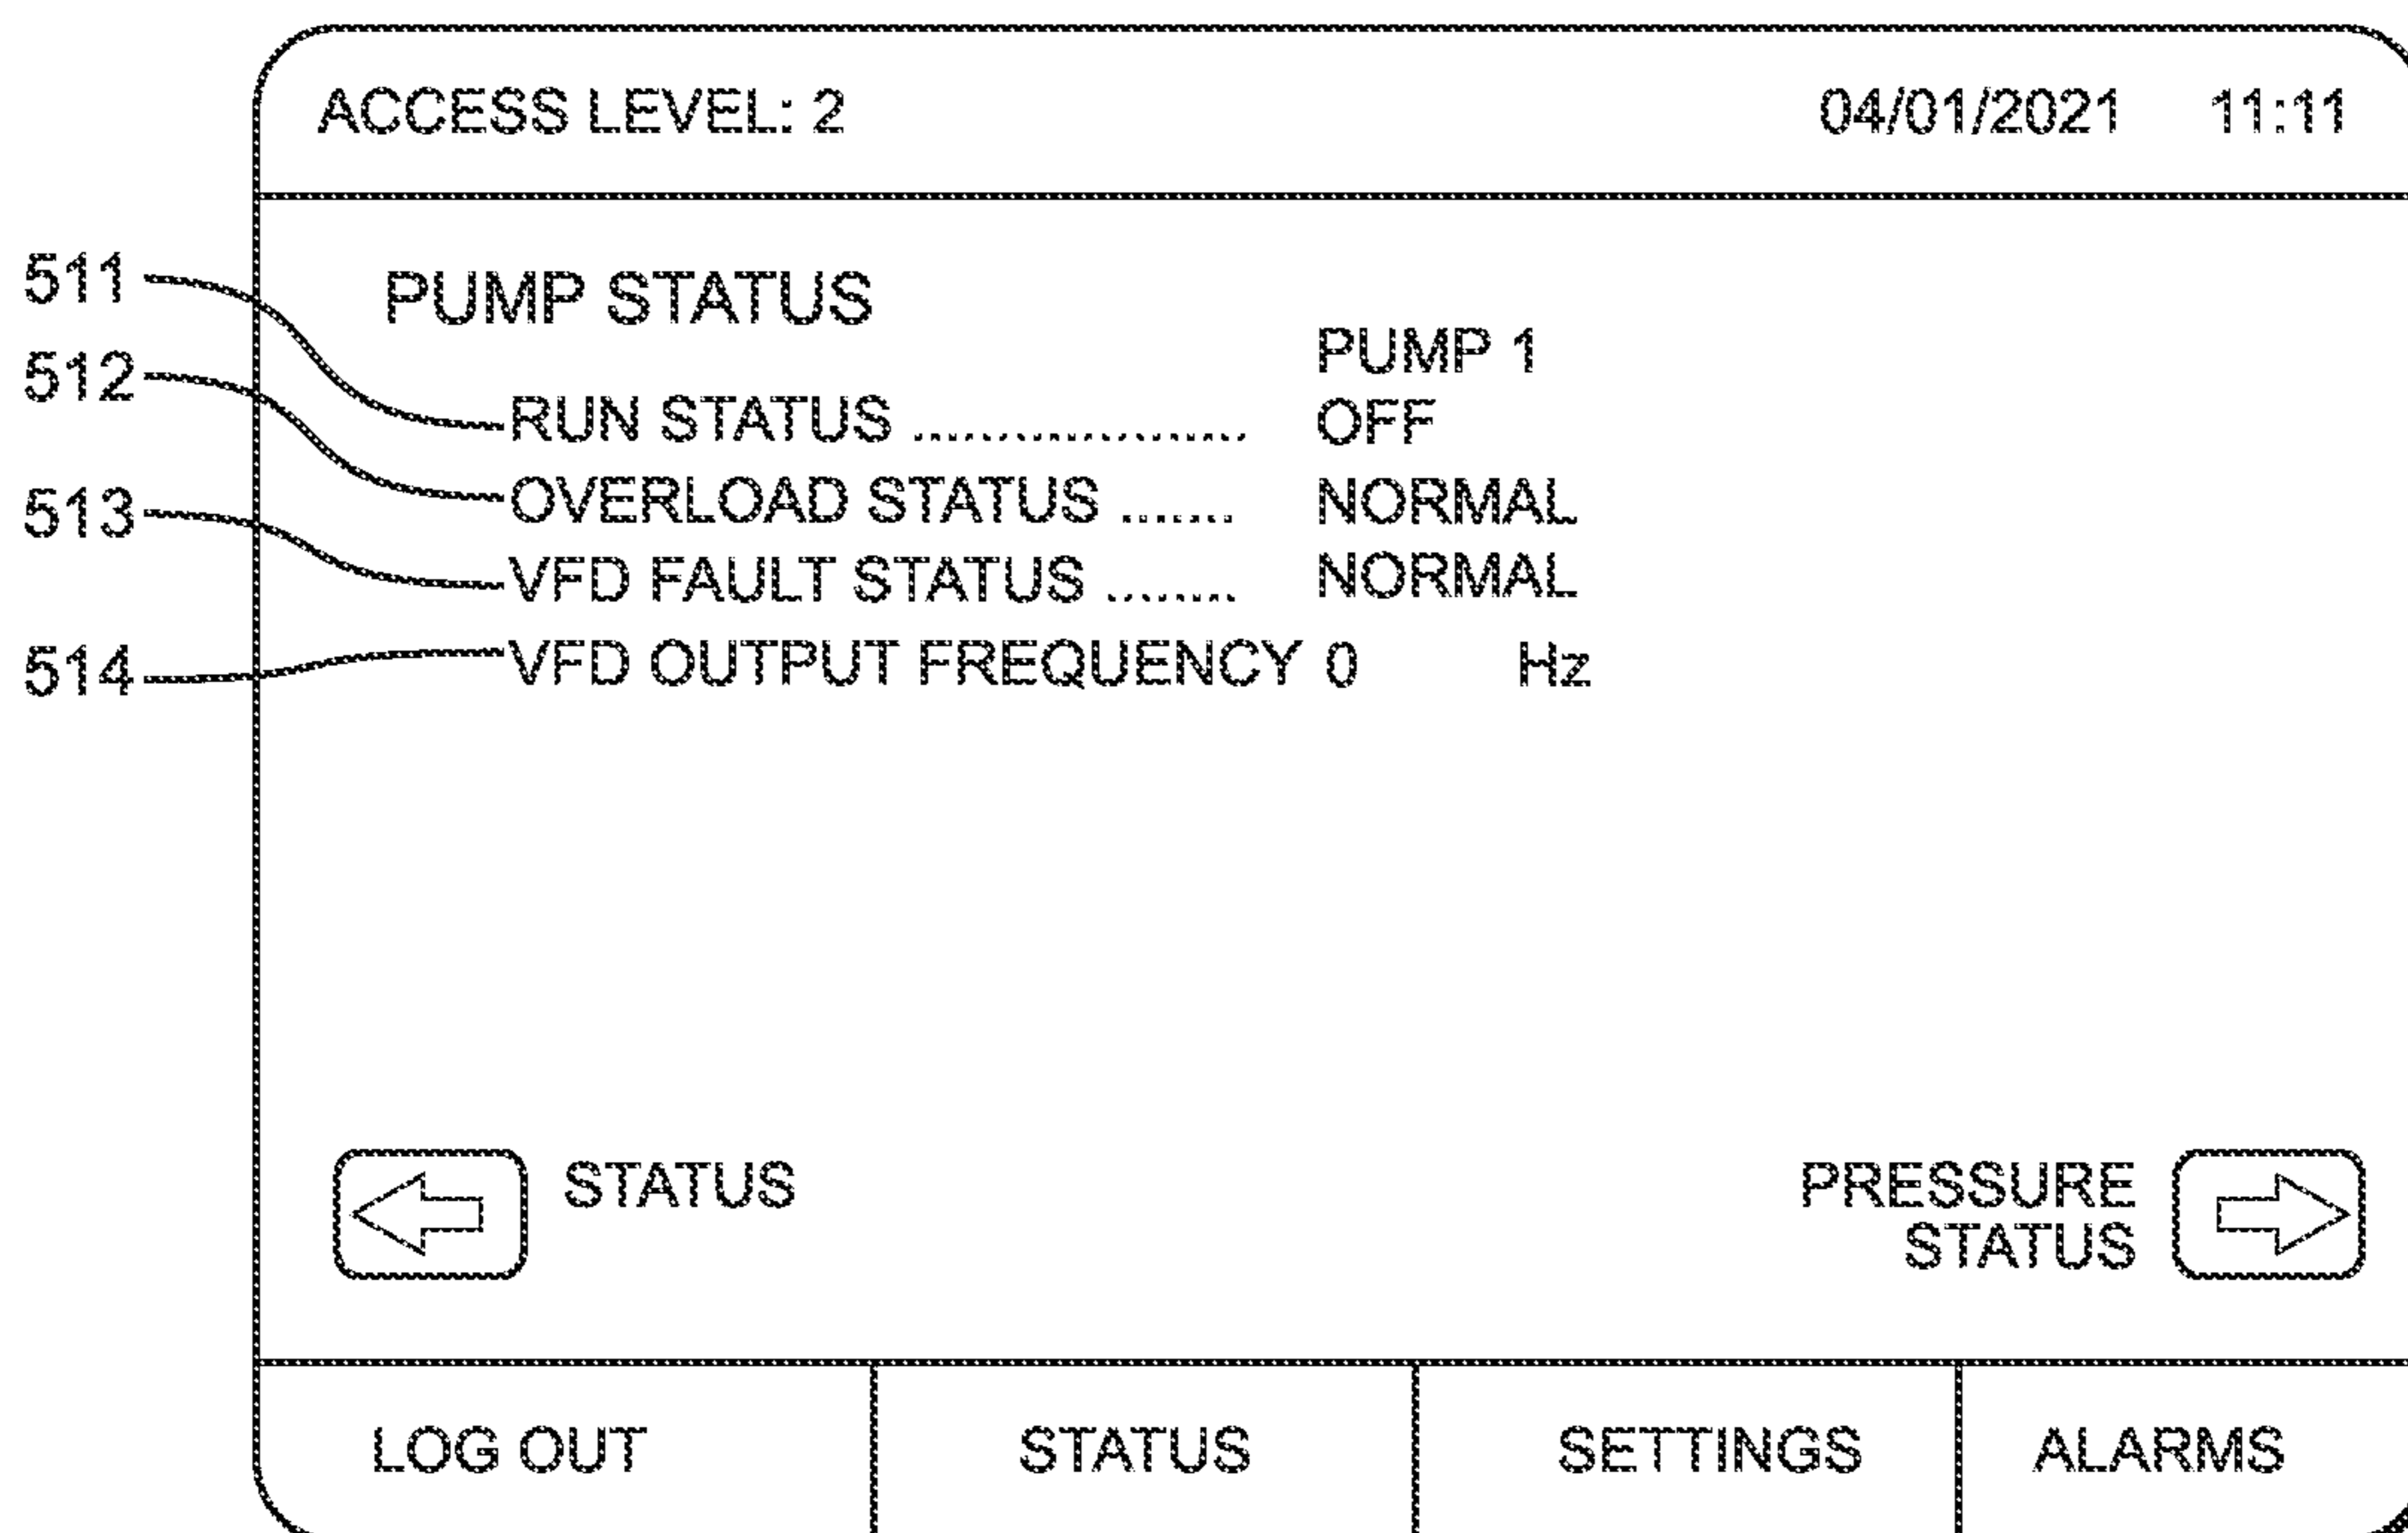 ACCESS LEVEL: 2 04/01/2021 11:11
511 PUMP STATUS
PUMP 1
512 RUN STATUS .................... OFF
513 OVERLOAD STATUS ....... NORMAL
VFD FAULT STATUS ........ NORMAL
514 VFD OUTPUT FREQUENCY 0 Hz
STATUS PRESSURE
STATUS
LOG OUT STATUS SETTINGS ALARMS